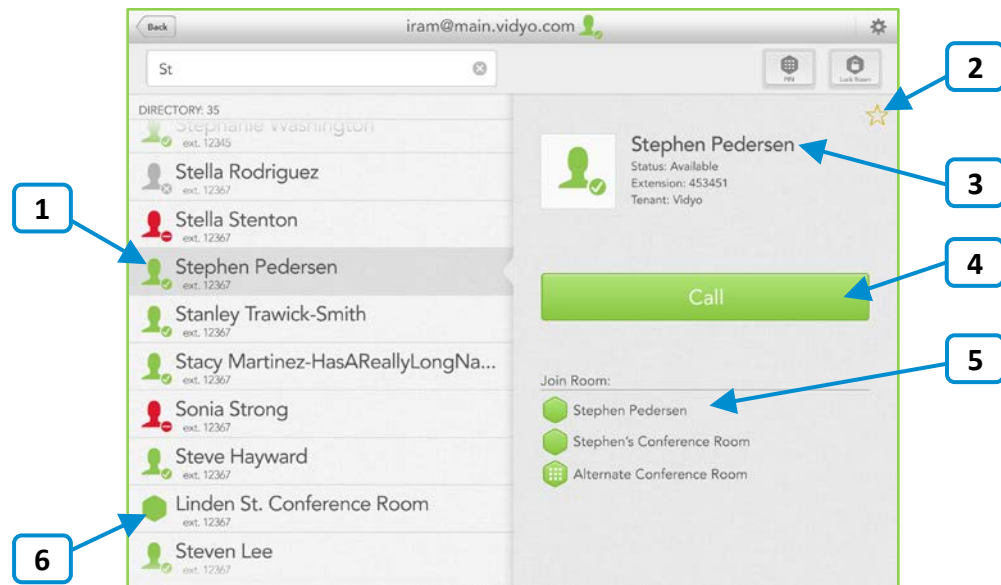 Back
iram@main.vidyo.com
St
PIN
Lock Room
2
DIRECTORY: 35
Stephanie Washington
ext. 12345
Stephen Pedersen
Status: Available
Extension: 453451
Tenant: Vidyo
3
Stella Rodriguez
ext. 12367
1
Stella Stenton
ext. 12367
Stephen Pedersen
ext. 12367
4
Call
Stanley Trawick-Smith
ext. 12367
Stacy Martinez-HasAReallyLongNa...
ext. 12367
5
Join Room:
Stephen Pedersen
Stephen's Conference Room
Alternate Conference Room
Sonia Strong
ext. 12367
Steve Hayward
ext. 12367
Linden St. Conference Room
ext. 12367
6
Steven Lee
ext. 12367